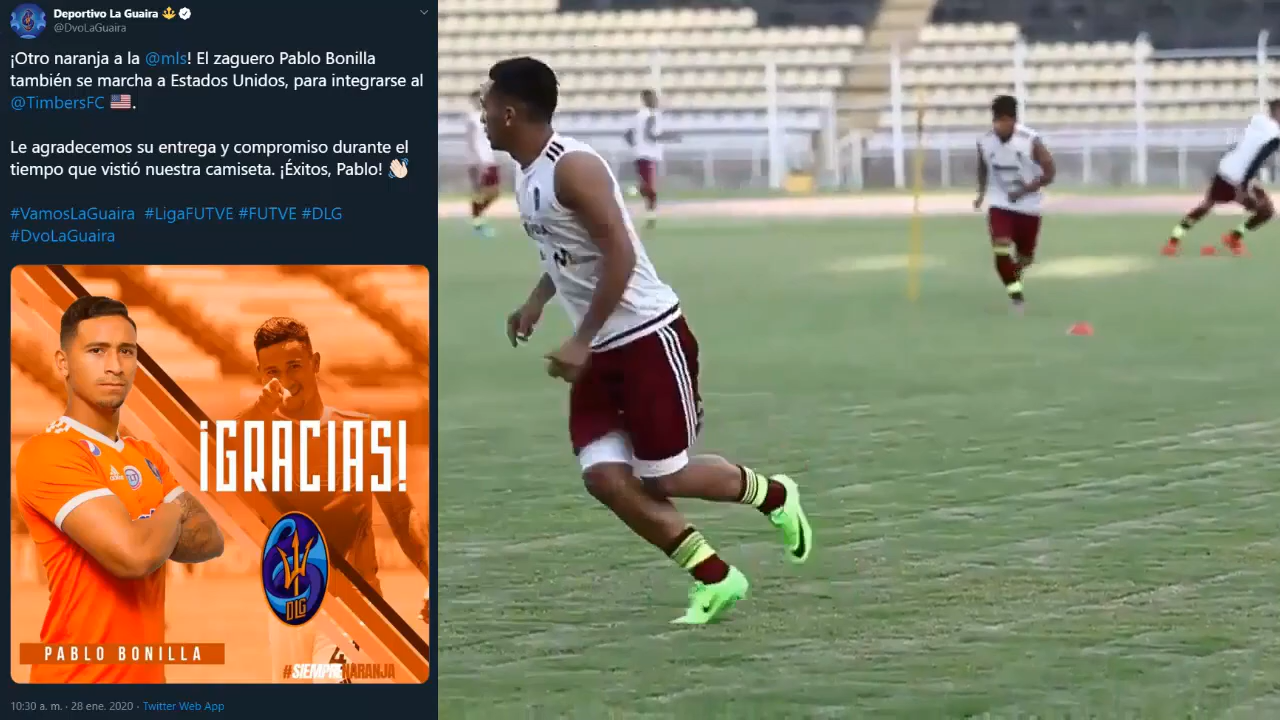 Deportivo La Guaira
@DvoLaGuaira
¡Otro naranja a la @mls! El zaguero Pablo Bonilla
también se marcha a Estados Unidos, para integrarse al
@TimbersFC 🇺🇸.
Le agradecemos su entrega y compromiso durante el
tiempo que vistió nuestra camiseta. ¡Éxitos, Pablo! 👏🏻
#VamosLaGuaira #LigaFUTVE #FUTVE #DLG
#DvoLaGuaira
¡GRACIAS!
DLG
PABLO BONILLA
#SIEMPRENARANJA
10:30 a. m. · 28 ene. 2020 · Twitter Web App